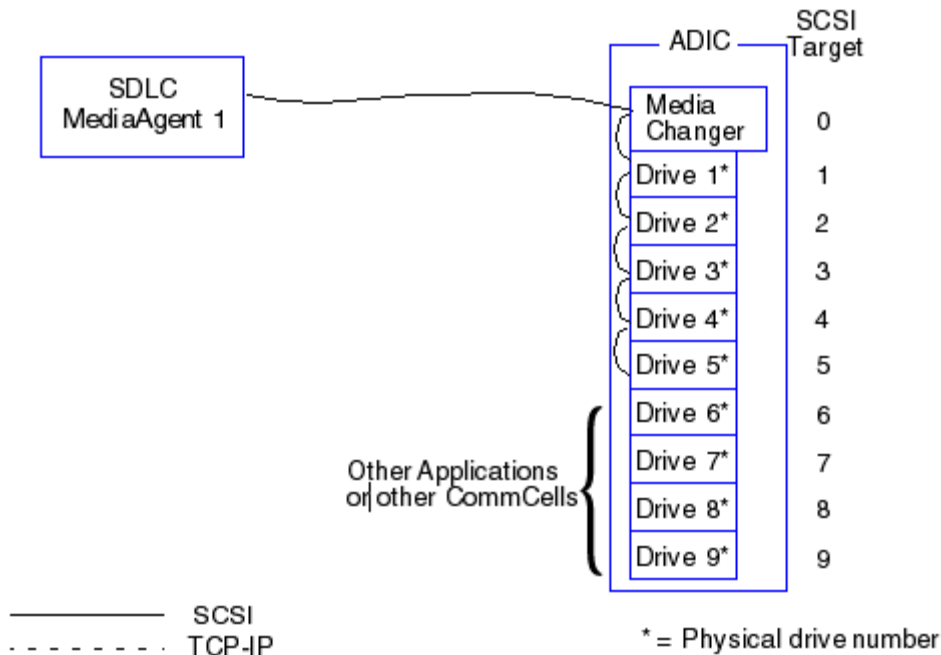 SCSI
Target
ADIC
SDLC
MediaAgent 1
Media
Changer
0
Drive 1* 1
Drive 2* 2
Drive 3* 3
Drive 4* 4
Drive 5* 5
Drive 6* 6
Drive 7* 7
Drive 8* 8
Drive 9* 9
Other Applications
or other CommCells
SCSI
TCP-IP
* = Physical drive number